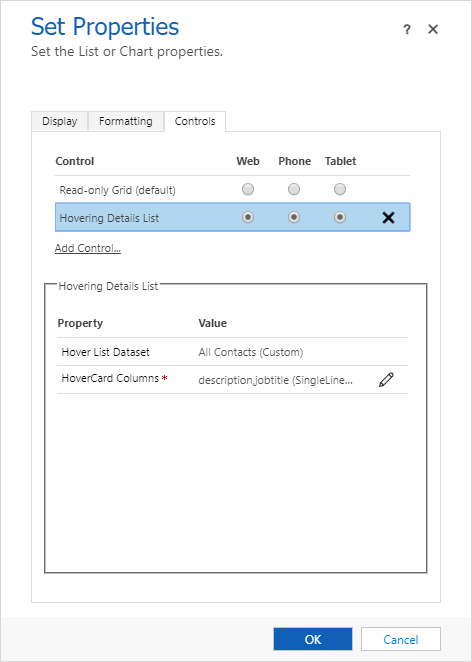 Set Properties
?
Set the List or Chart properties.
Display Formatting Controls
Control Web Phone Tablet
Read-only Grid (default)
Hovering Details List
Add Control...
Hovering Details List
Property Value
Hover List Dataset All Contacts (Custom)
HoverCard Columns * description,jobtitle (SingleLine...
OK Cancel